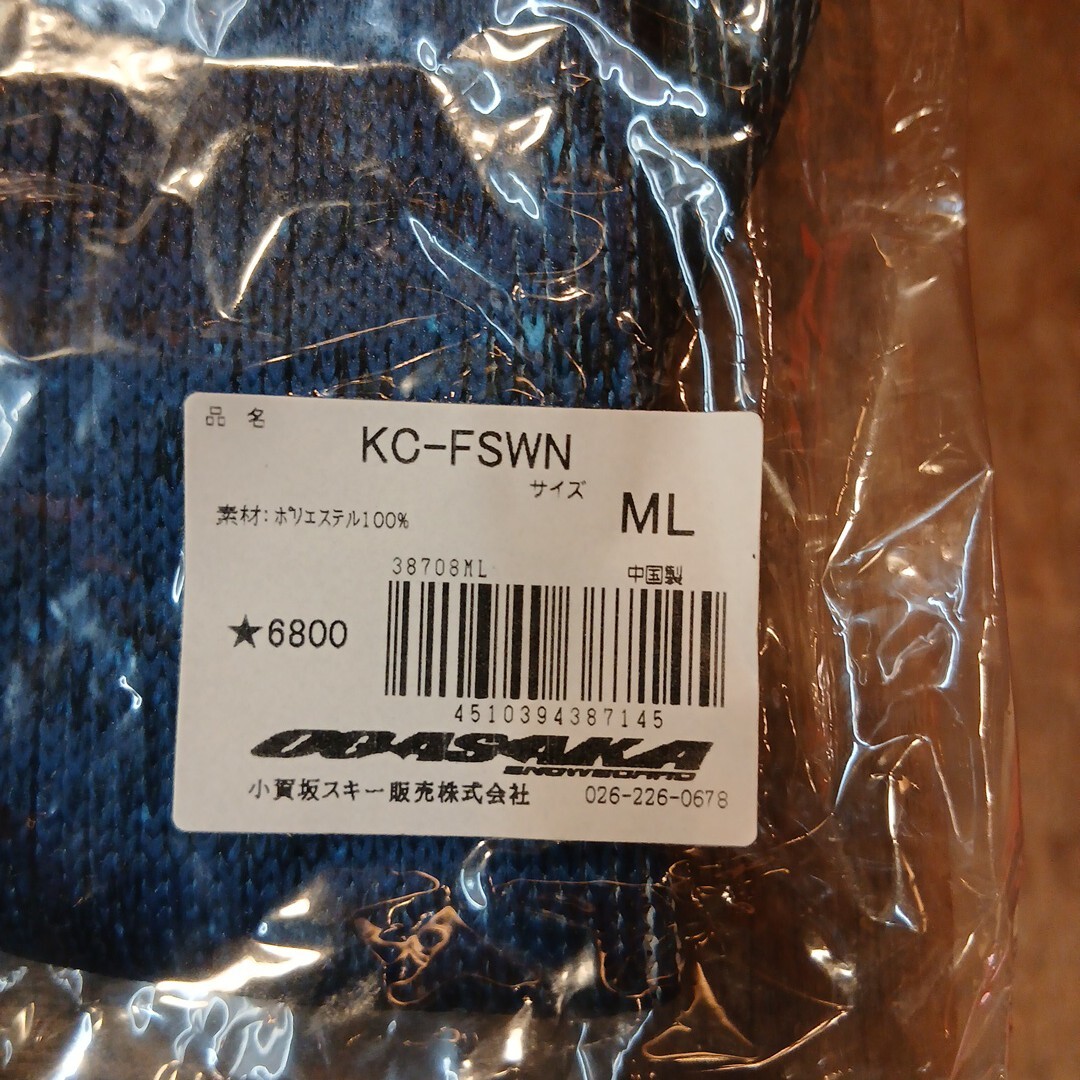 品 名
KC-FSWN
サイズ
ML
素材:ポリエステル100%
38708ML
中国製
★6800
4510394387145
OGASAKA
SNOWBOARD
小賀坂スキー販売株式会社 026-226-0678